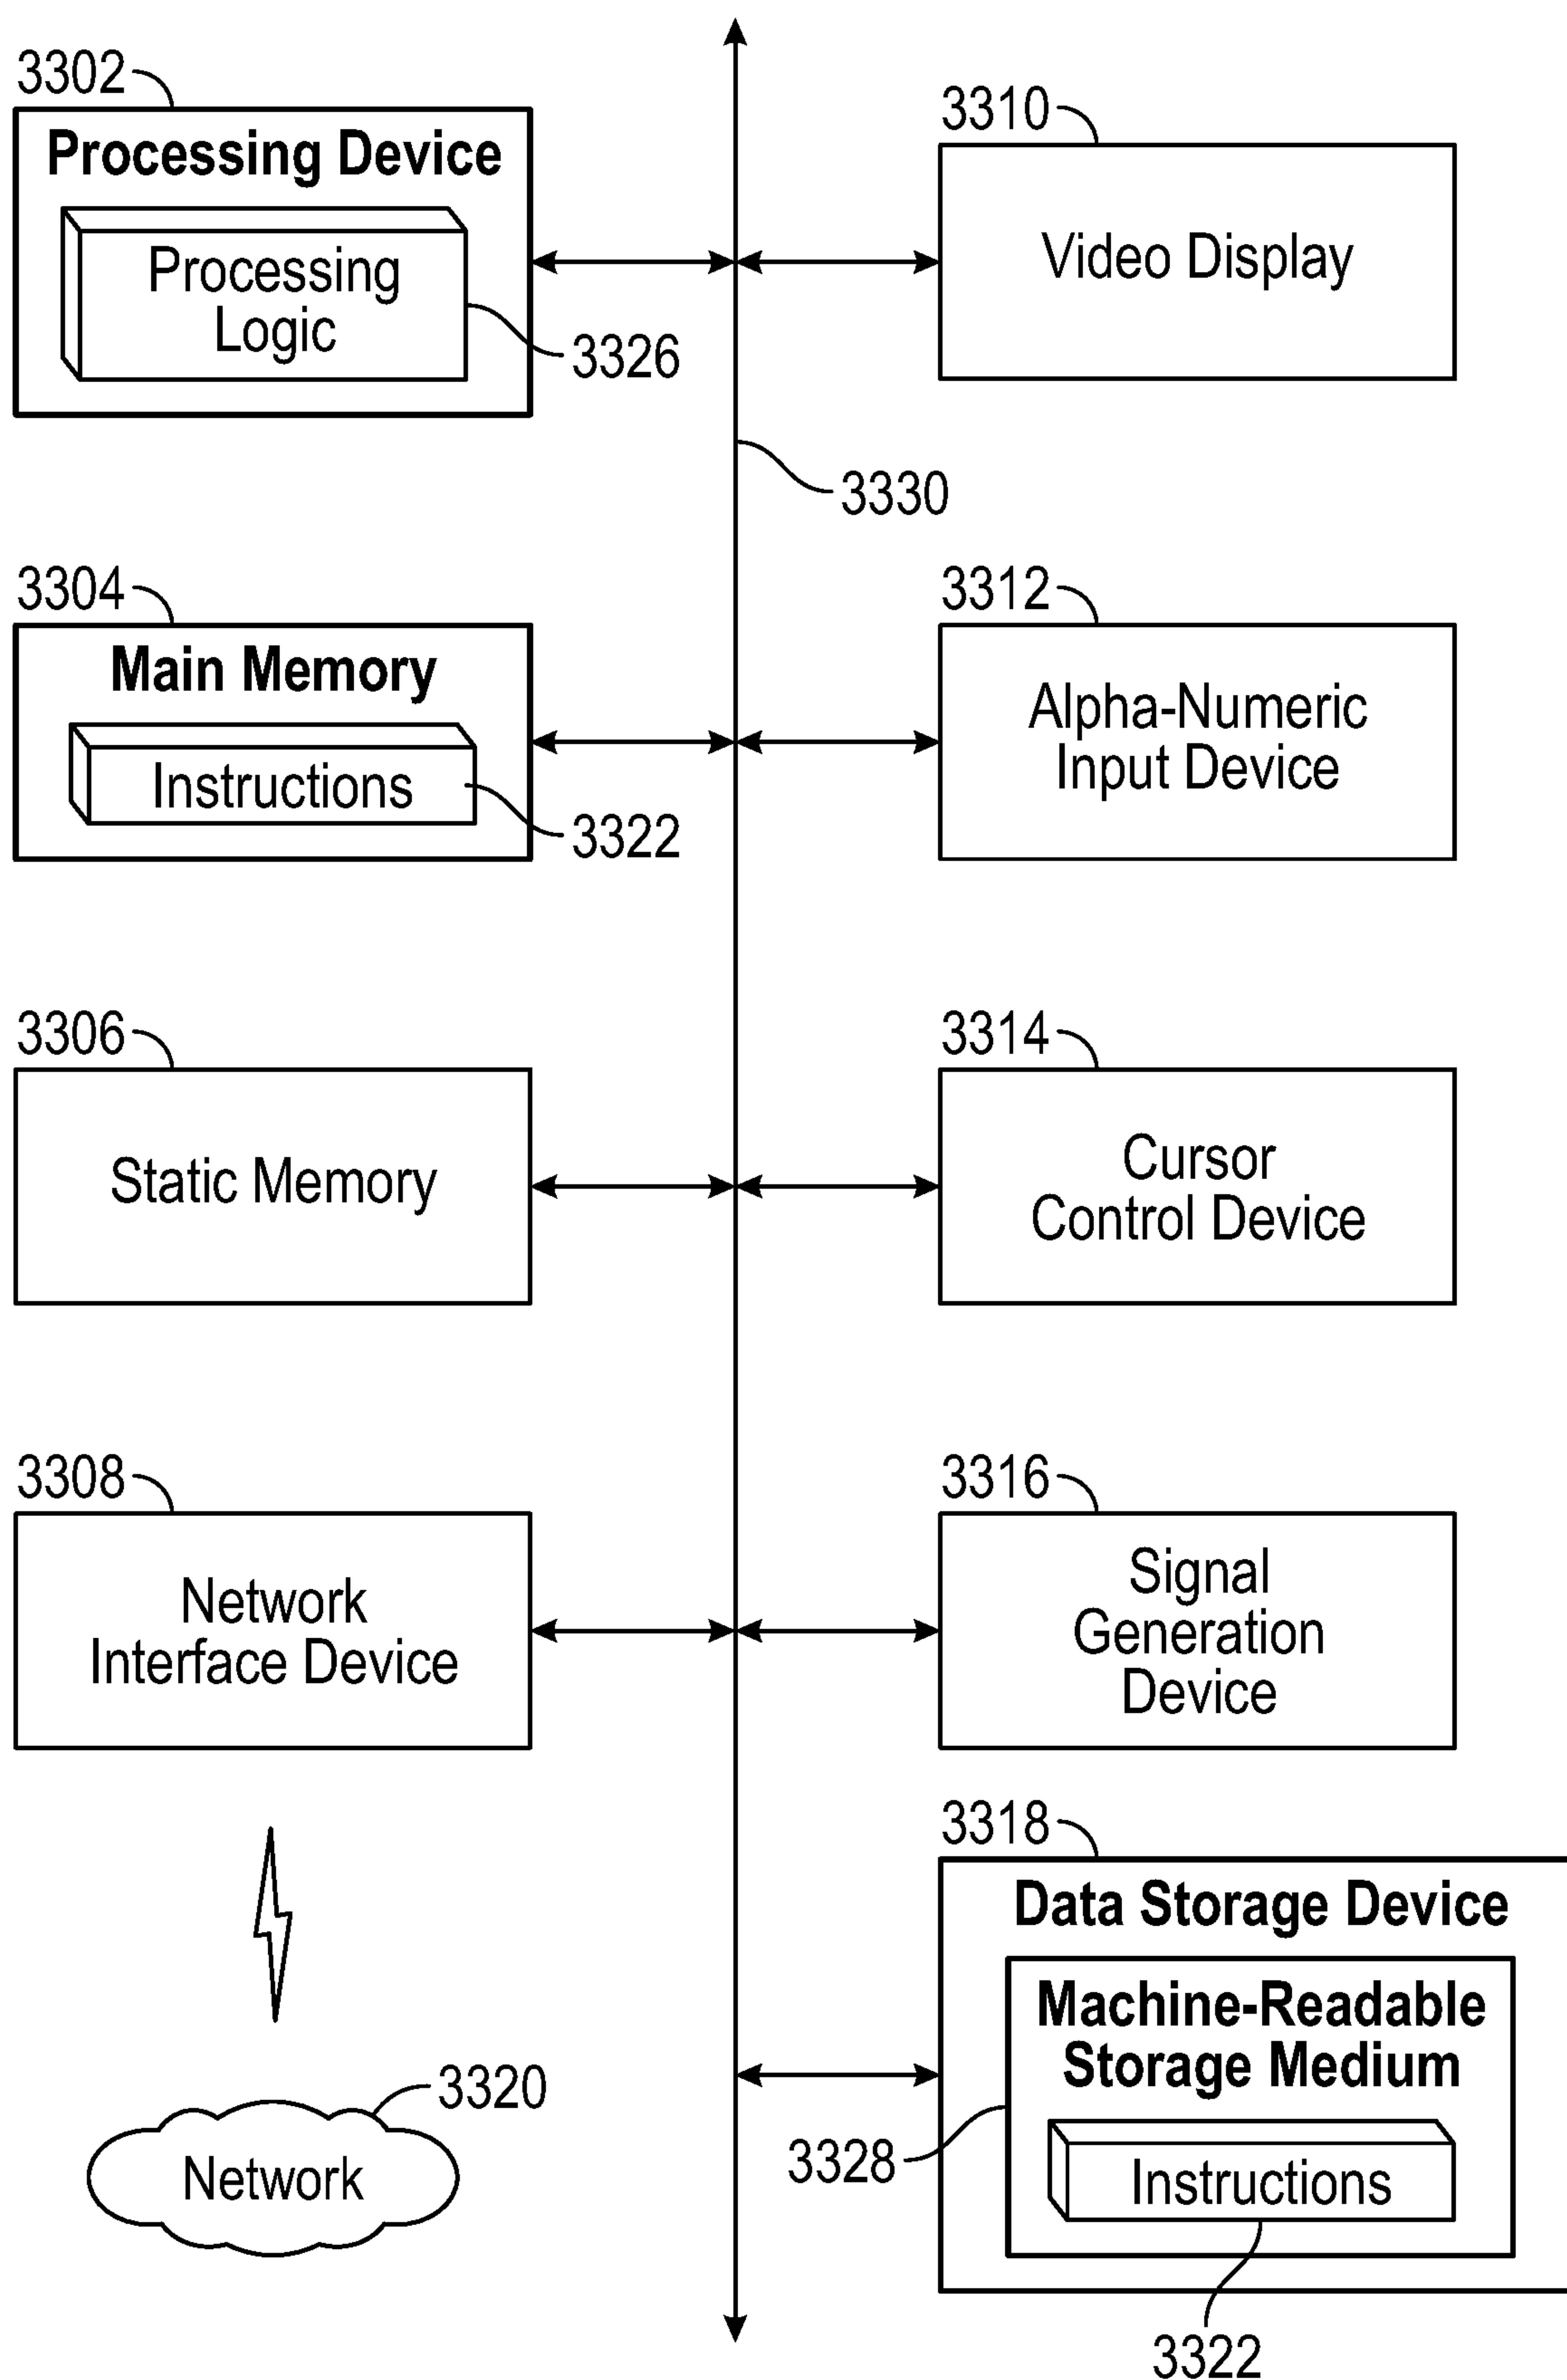 3302
Processing Device
Processing
Logic
3326
3310
Video Display
3330
3304
Main Memory
Instructions
3322
3312
Alpha-Numeric
Input Device
3306
Static Memory
3314
Cursor
Control Device
3308
Network
Interface Device
3316
Signal
Generation
Device
3318
Data Storage Device
Machine-Readable
Storage Medium
3328
Instructions
3322
3320
Network